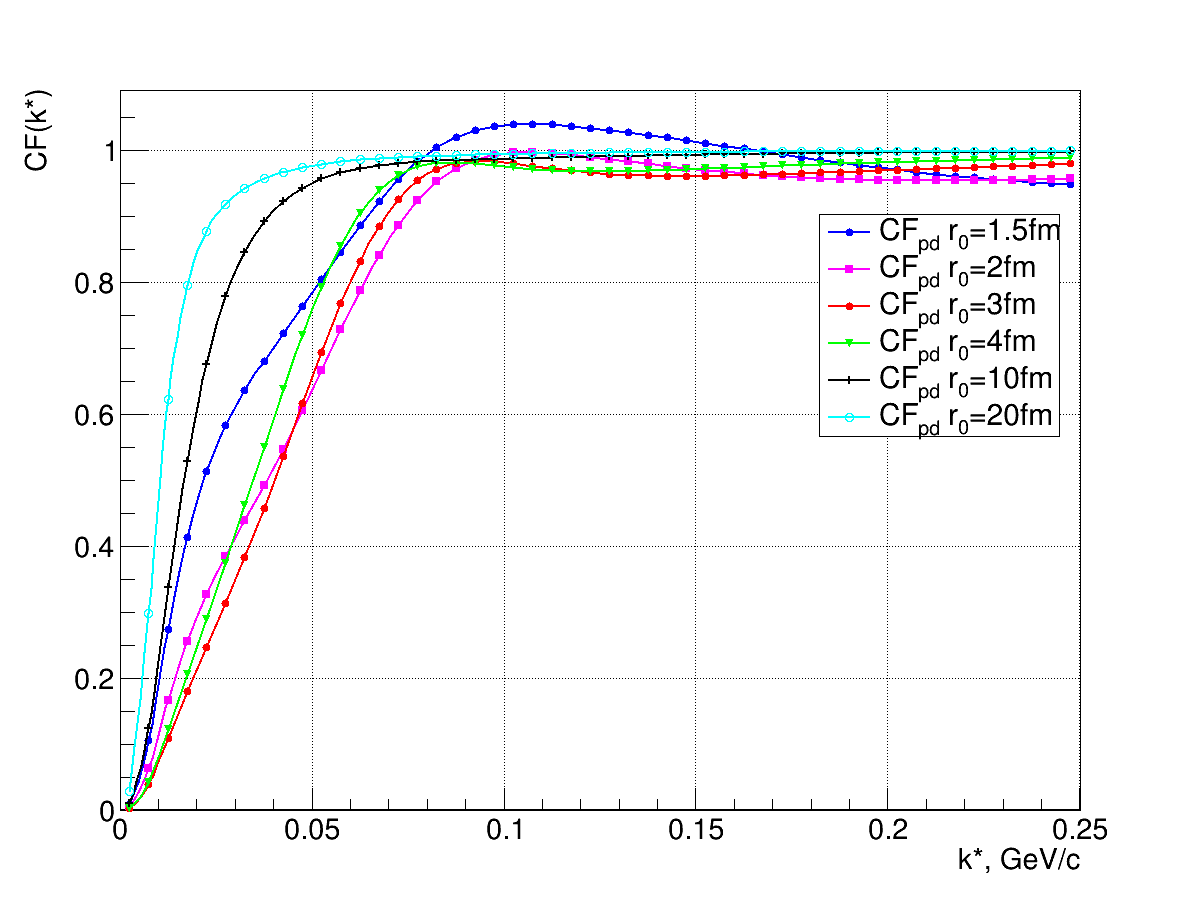 CF(k*)
1
0.8
0.6
0.4
0.2
0
0 0.05 0.1 0.15 0.2 0.25
k*, GeV/c
CFpd r0=1.5fm
CFpd r0=2fm
CFpd r0=3fm
CFpd r0=4fm
CFpd r0=10fm
CFpd r0=20fm